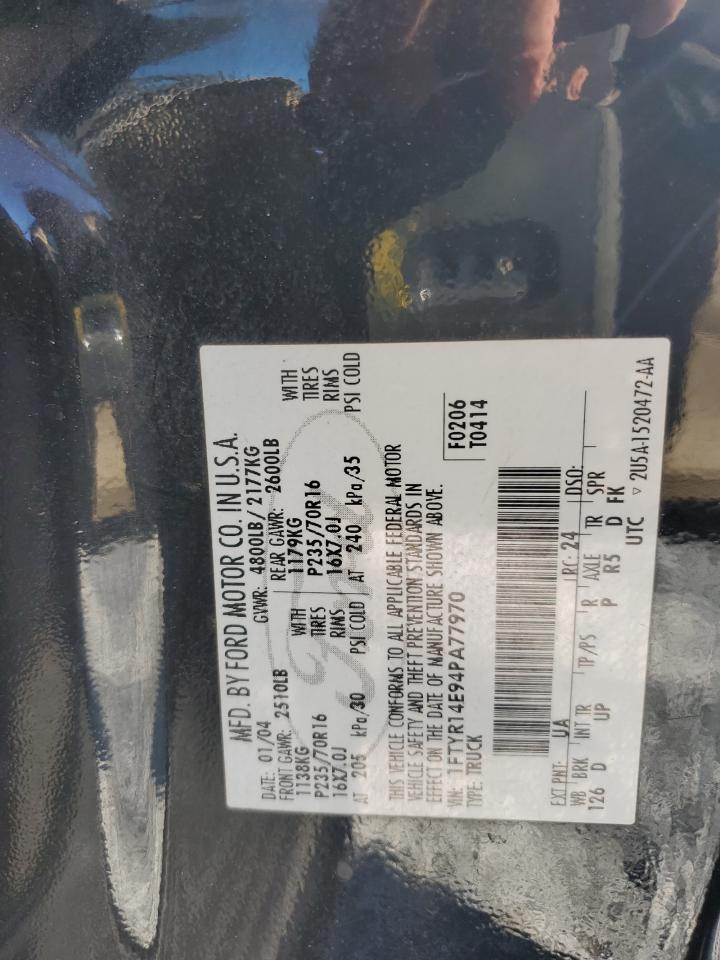 MFD. BY FORD MOTOR CO. IN U.S.A.
DATE: 01/04 GVWR: 4800LB/ 2177KG
FRONT GAWR: 2510LB REAR GAWR: 2600LB
1138KG WITH 1179KG WITH
P235/70R16 TIRES P235/70R16 TIRES
16X7.0J RIMS 16X7.0J RIMS
AT 205 kPa/30 PSI COLD AT 240 kPa/35 PSI COLD
THIS VEHICLE CONFORMS TO ALL APPLICABLE FEDERAL MOTOR
VEHICLE SAFETY AND THEFT PREVENTION STANDARDS IN
EFFECT ON THE DATE OF MANUFACTURE SHOWN ABOVE.
VIN: 1FTYR14E94PA77970 F0206
TYPE: TRUCK T0414
EXT PNT: UA RC: 24 DSO:
WB BRK INT TR TP/PS R AXLE TR SPR
126 D UP P R5 D FK
UTC ▽ 2U5A-1520472-AA
Ford